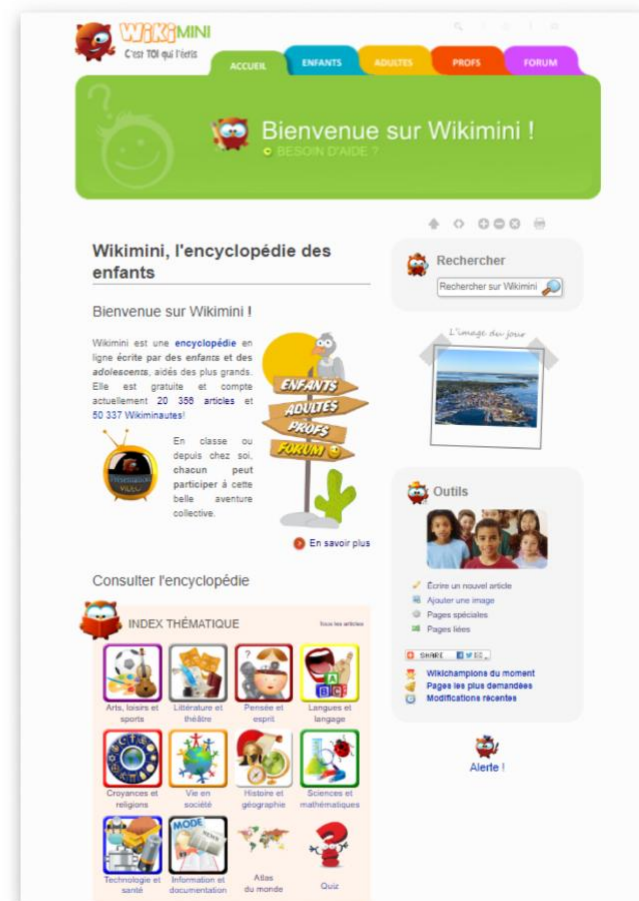 WIKIMINI
C'est TOI qui l'écris
ACCUEIL
ENFANTS
ADULTES
PROFS
FORUM
Bienvenue sur Wikimini !
BESOIN D'AIDE ?
Wikimini, l'encyclopédie des
enfants
Bienvenue sur Wikimini !
Wikimini est une encyclopédie en
ligne écrite par des enfants et des
adolescents, aidés des plus grands.
Elle est gratuite et compte
actuellement 20 356 articles et
50 337 Wikiminautes!
ENFANTS
ADULTES
PROFS
FORUM
En classe ou
depuis chez soi,
chacun peut
participer à cette
belle aventure
collective.
En savoir plus
Consulter l'encyclopédie
INDEX THÉMATIQUE
Tous les articles
Arts, loisirs et
sports
Littérature et
théâtre
Pensée et
esprit
A
B C
Langues et
langage
Croyances et
religions
Vie en
société
Histoire et
géographie
Sciences et
mathématiques
Technologie et
santé
MODE
Information et
documentation
Atlas
du monde
Quiz
Rechercher
Rechercher sur Wikimini
L'image du jour
Outils
Écrire un nouvel article
Ajouter une image
Pages spéciales
Pages liées
SHARE
Wikichampions du moment
Pages les plus demandées
Modifications récentes
Alerte !